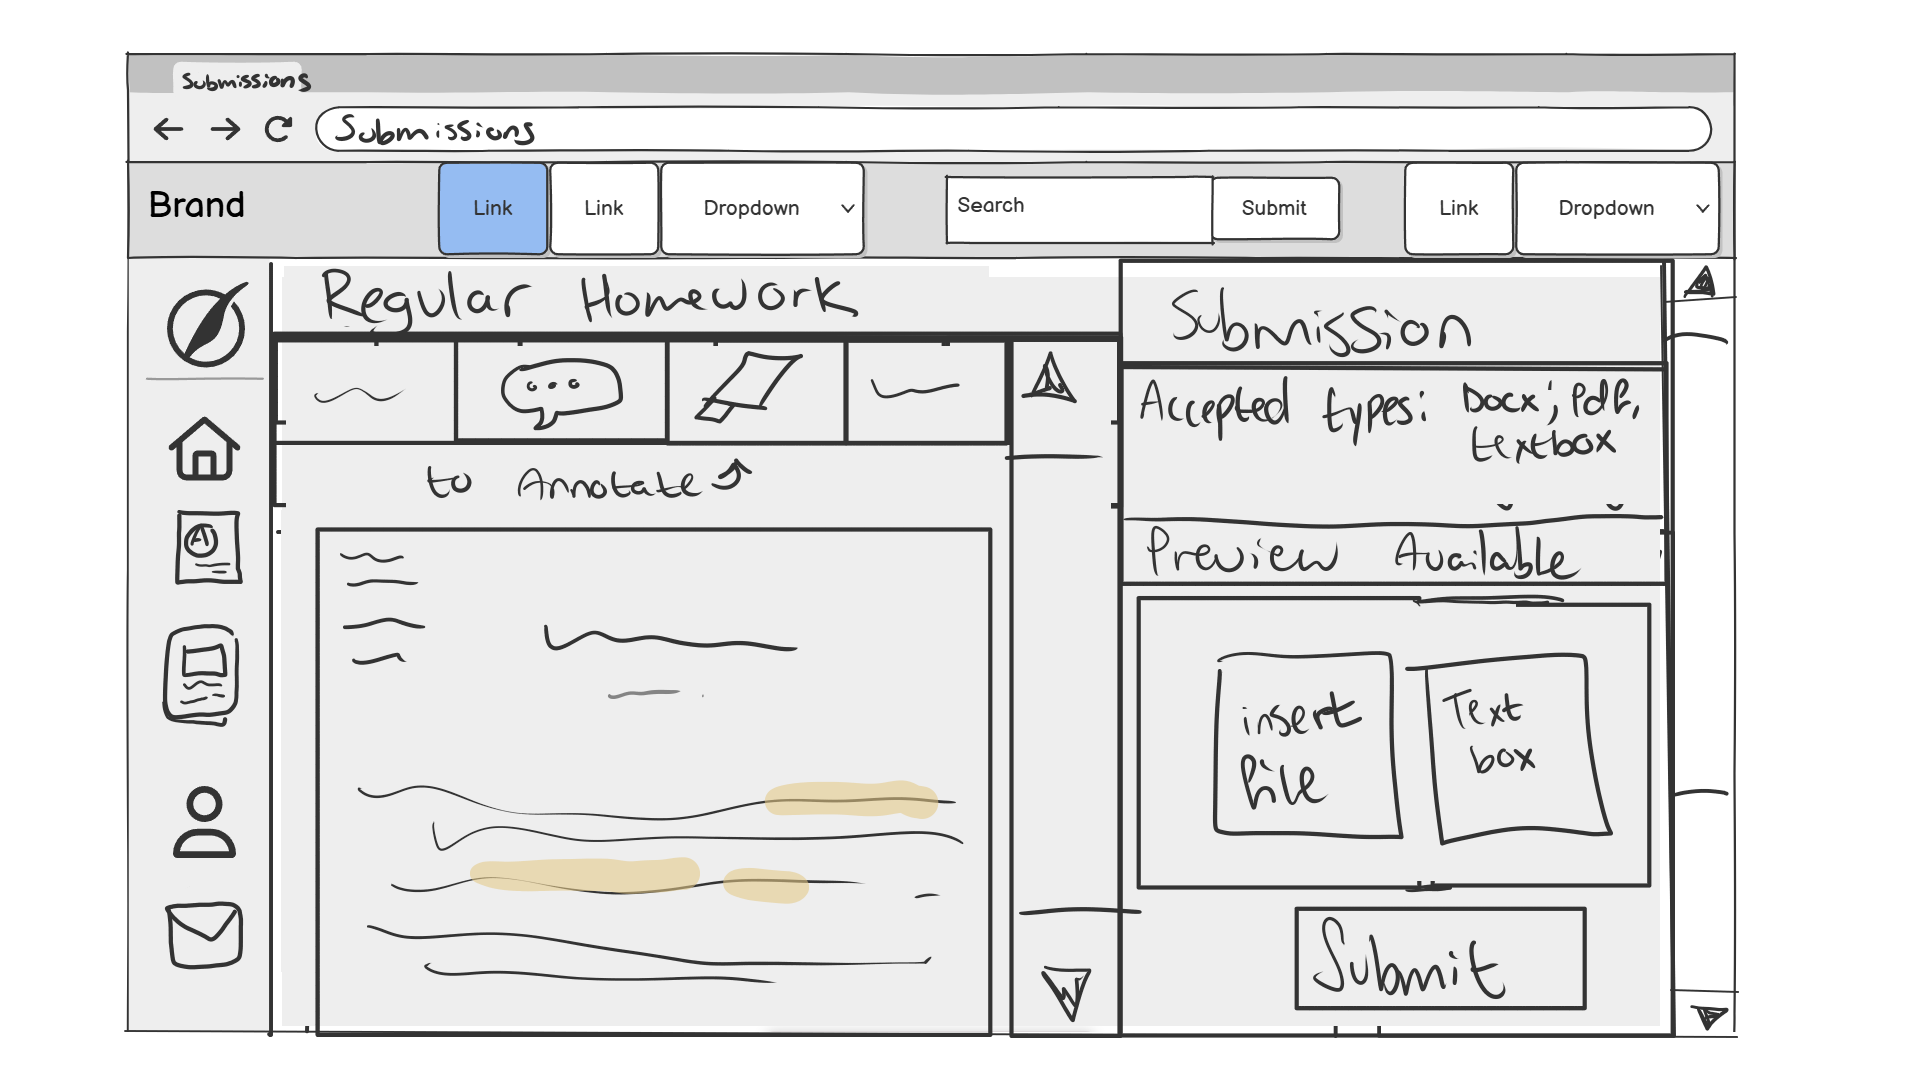 Submissions
Submissions
Brand
Link
Link
Dropdown
Search
Submit
Link
Dropdown
Regular Homework
to Annotate
A
Submission
Accepted types: Docx, Pdf,
textbox
Preview Available
insert
file
Text
box
Submit